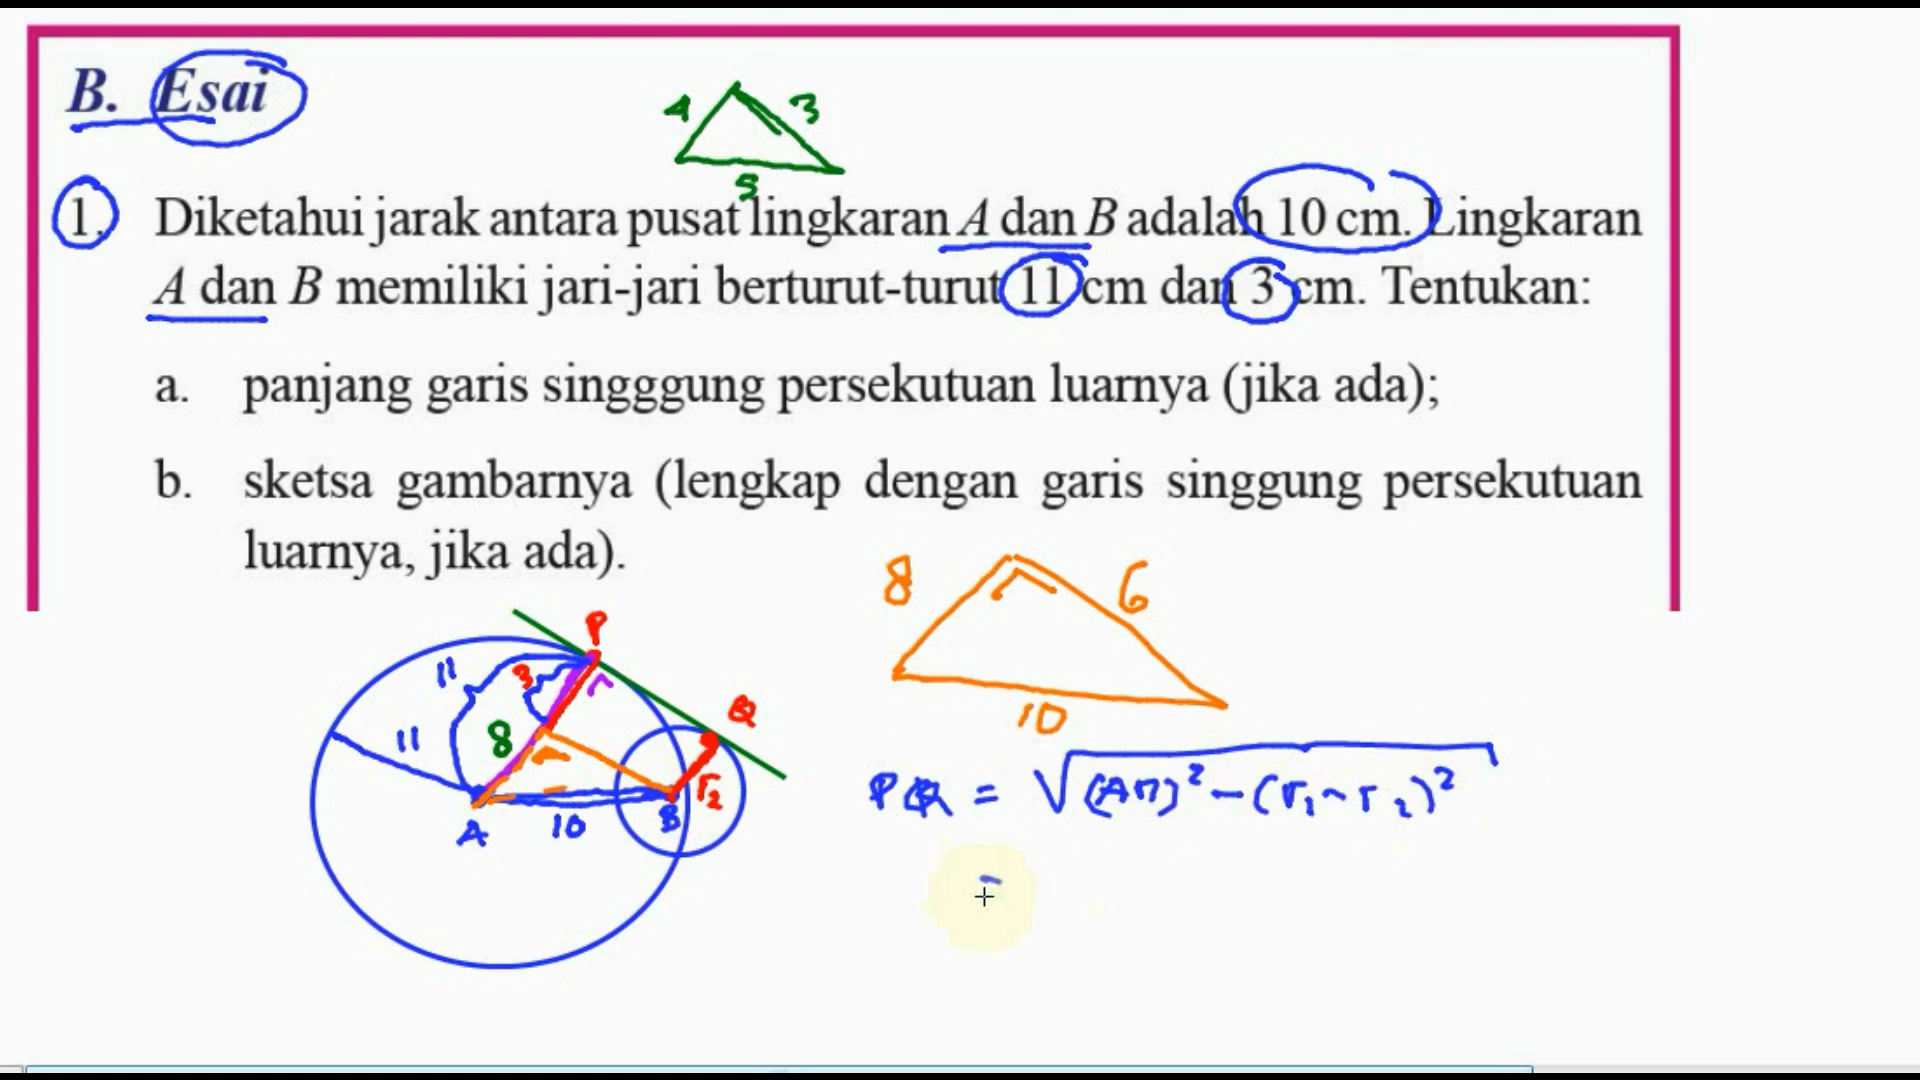 B. Esai
4
3
5
1. Diketahui jarak antara pusat lingkaran A dan B adalah 10 cm. Lingkaran
A dan B memiliki jari-jari berturut-turut 11 cm dan 3 cm. Tentukan:
a. panjang garis singggung persekutuan luarnya (jika ada);
b. sketsa gambarnya (lengkap dengan garis singgung persekutuan
luarnya, jika ada).
8
6
10
P
11
3
Q
11
8
r₂
A
10
B
PQ = √(AB)² - (r₁ - r₂)²
=